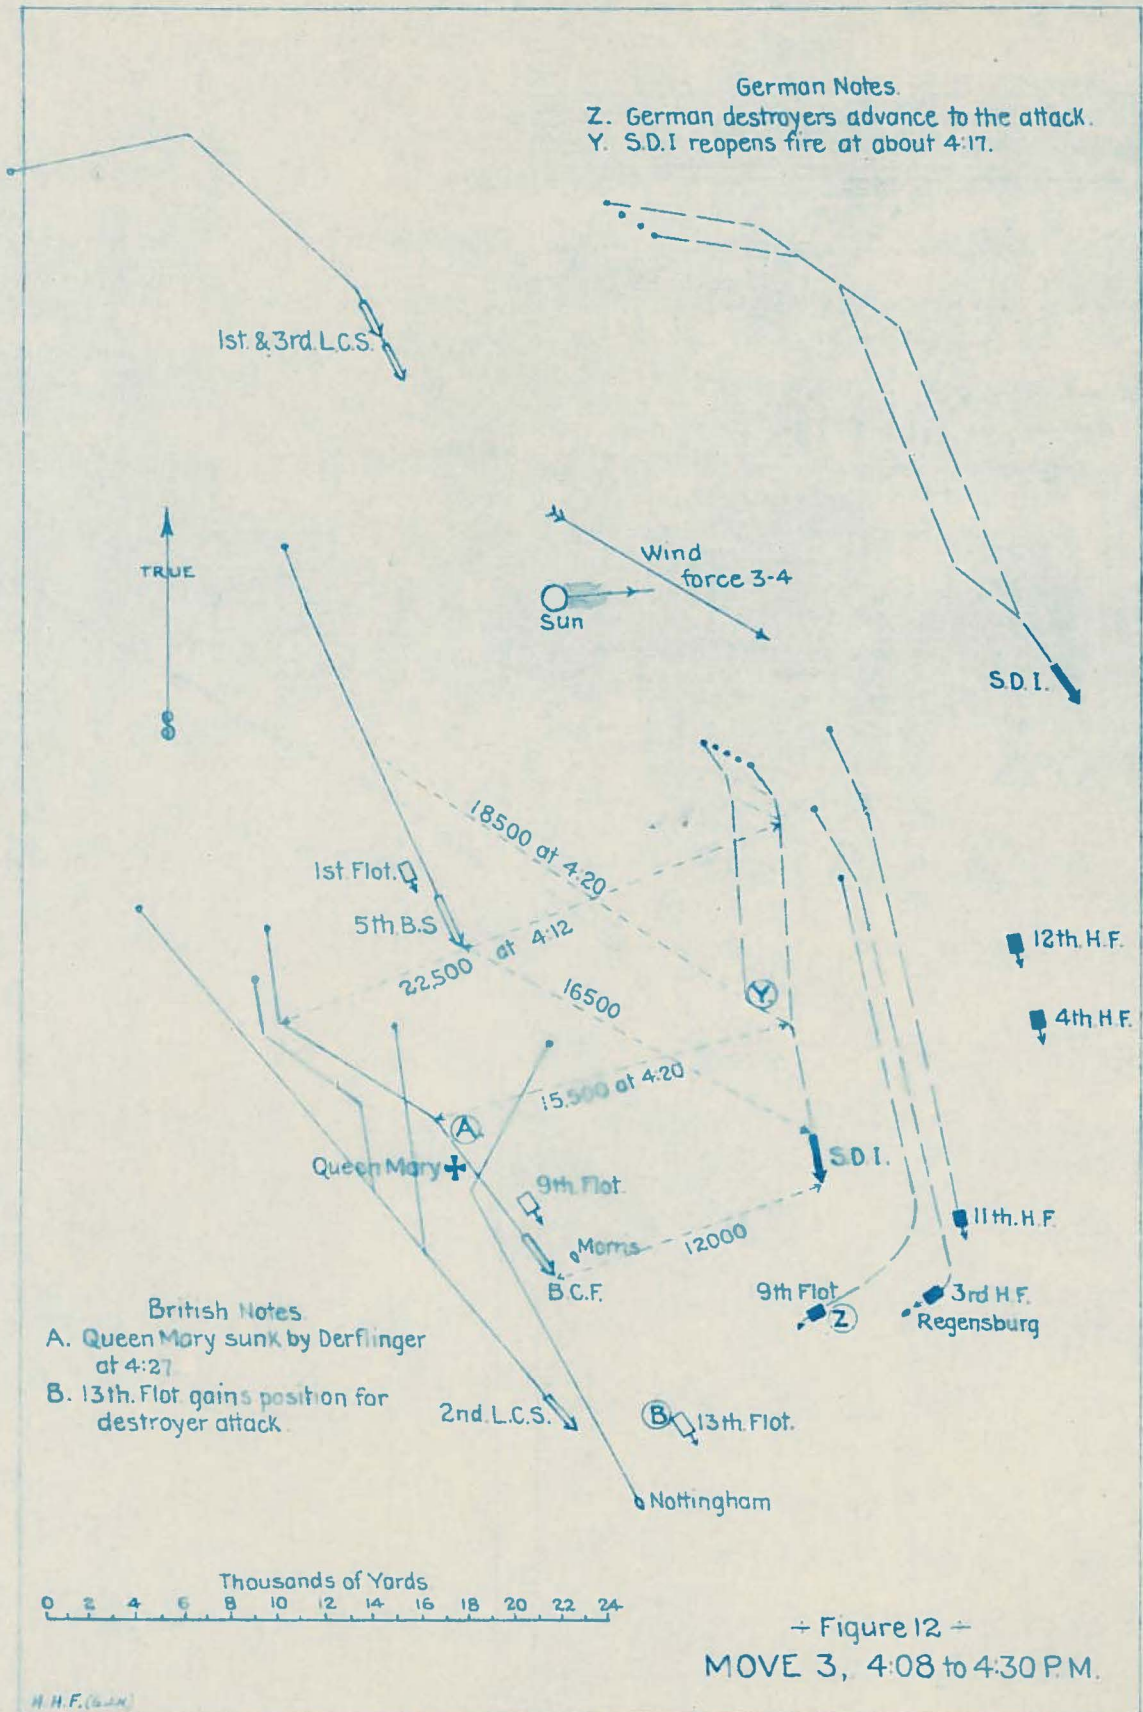 German Notes.
Z. German destroyers advance to the attack.
Y. S.D.I reopens fire at about 4:17.
1st. & 3rd. L.C.S.
TRUE
Wind
force 3-4
Sun
S.D.I.
18500 at 4:20
1st. Flot.
5th B.S
22,500 at 4:12
16500
Y
12th. H.F.
4th H.F.
15,500 at 4:20
A
Queen Mary
S.D.I.
9th Flot.
11th. H.F.
Morris
12000
B.C.F.
9th Flot.
Z
3rd H.F.
Regensburg
British Notes
A. Queen Mary sunk by Derflinger
at 4:27
B. 13th. Flot gains position for
destroyer attack
2nd. L.C.S.
B
13th. Flot.
Nottingham
Thousands of Yards
0 2 4 6 8 10 12 14 16 18 20 22 24
÷ Figure 12 ÷
MOVE 3, 4:08 to 4:30 P.M.
H.H.F.